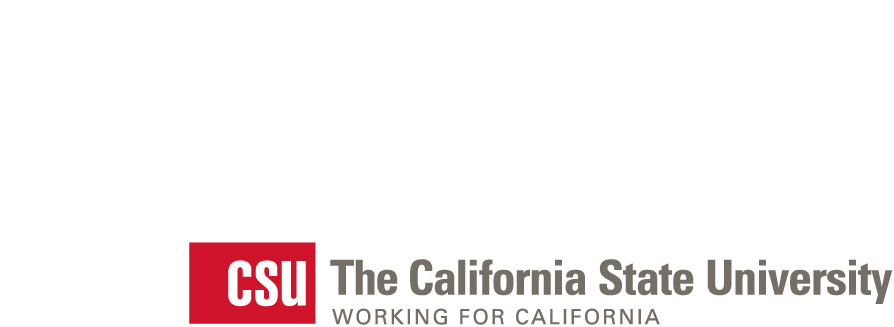 CSU The California State University
WORKING FOR CALIFORNIA